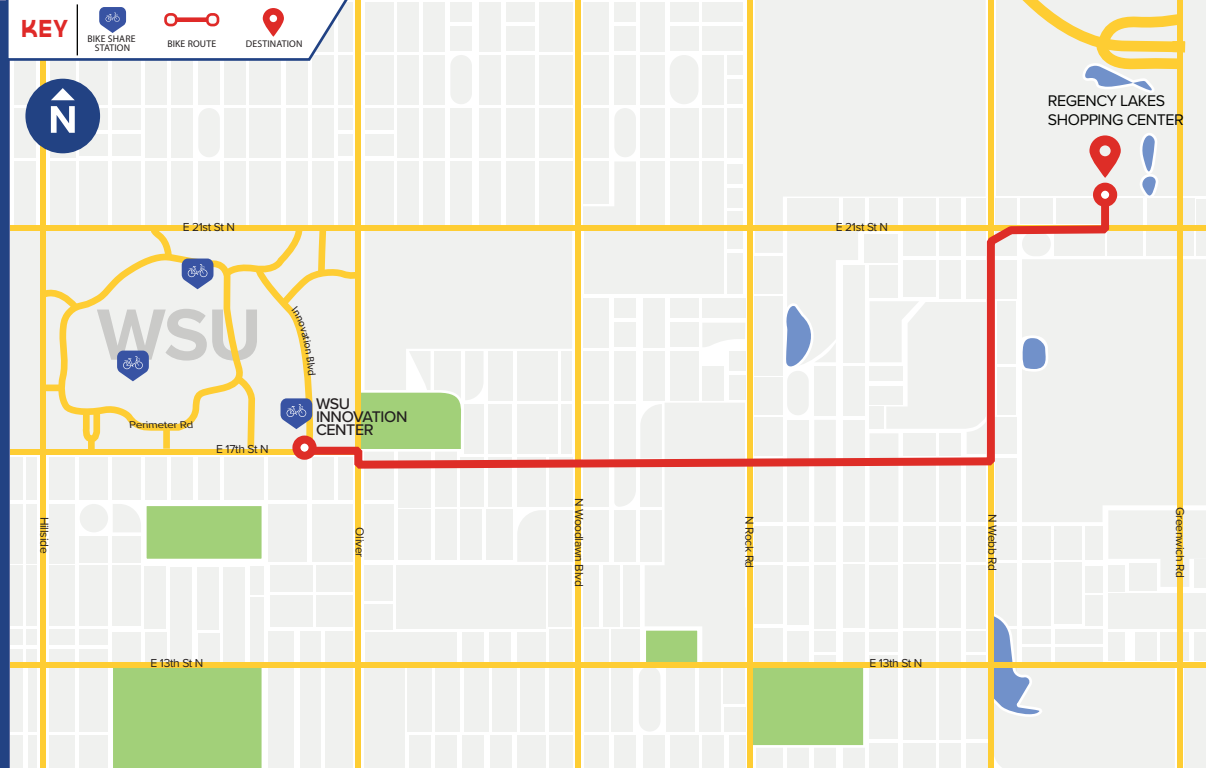 KEY
BIKE SHARE
STATION
BIKE ROUTE
DESTINATION
N
REGENCY LAKES
SHOPPING CENTER
E 21st St N
E 21st St N
WSU
Innovation Blvd
WSU
INNOVATION
CENTER
Perimeter Rd
E 17th St N
Hillside
Oliver
N Woodlawn Blvd
N Rock Rd
N Webb Rd
Greenwich Rd
E 13th St N
E 13th St N